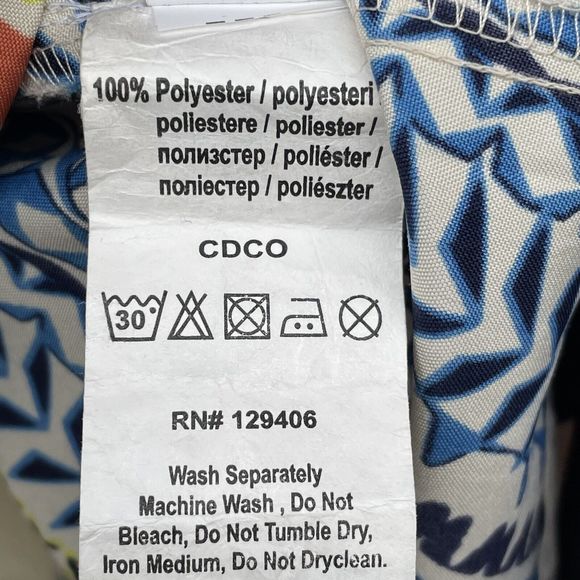 100% Polyester / polyesteri
poliestere / poliester /
полизстер / poliéster /
поліестер / poliészter
CDCO
30°
RN# 129406
Wash Separately
Machine Wash , Do Not
Bleach, Do Not Tumble Dry,
Iron Medium, Do Not Dryclean.